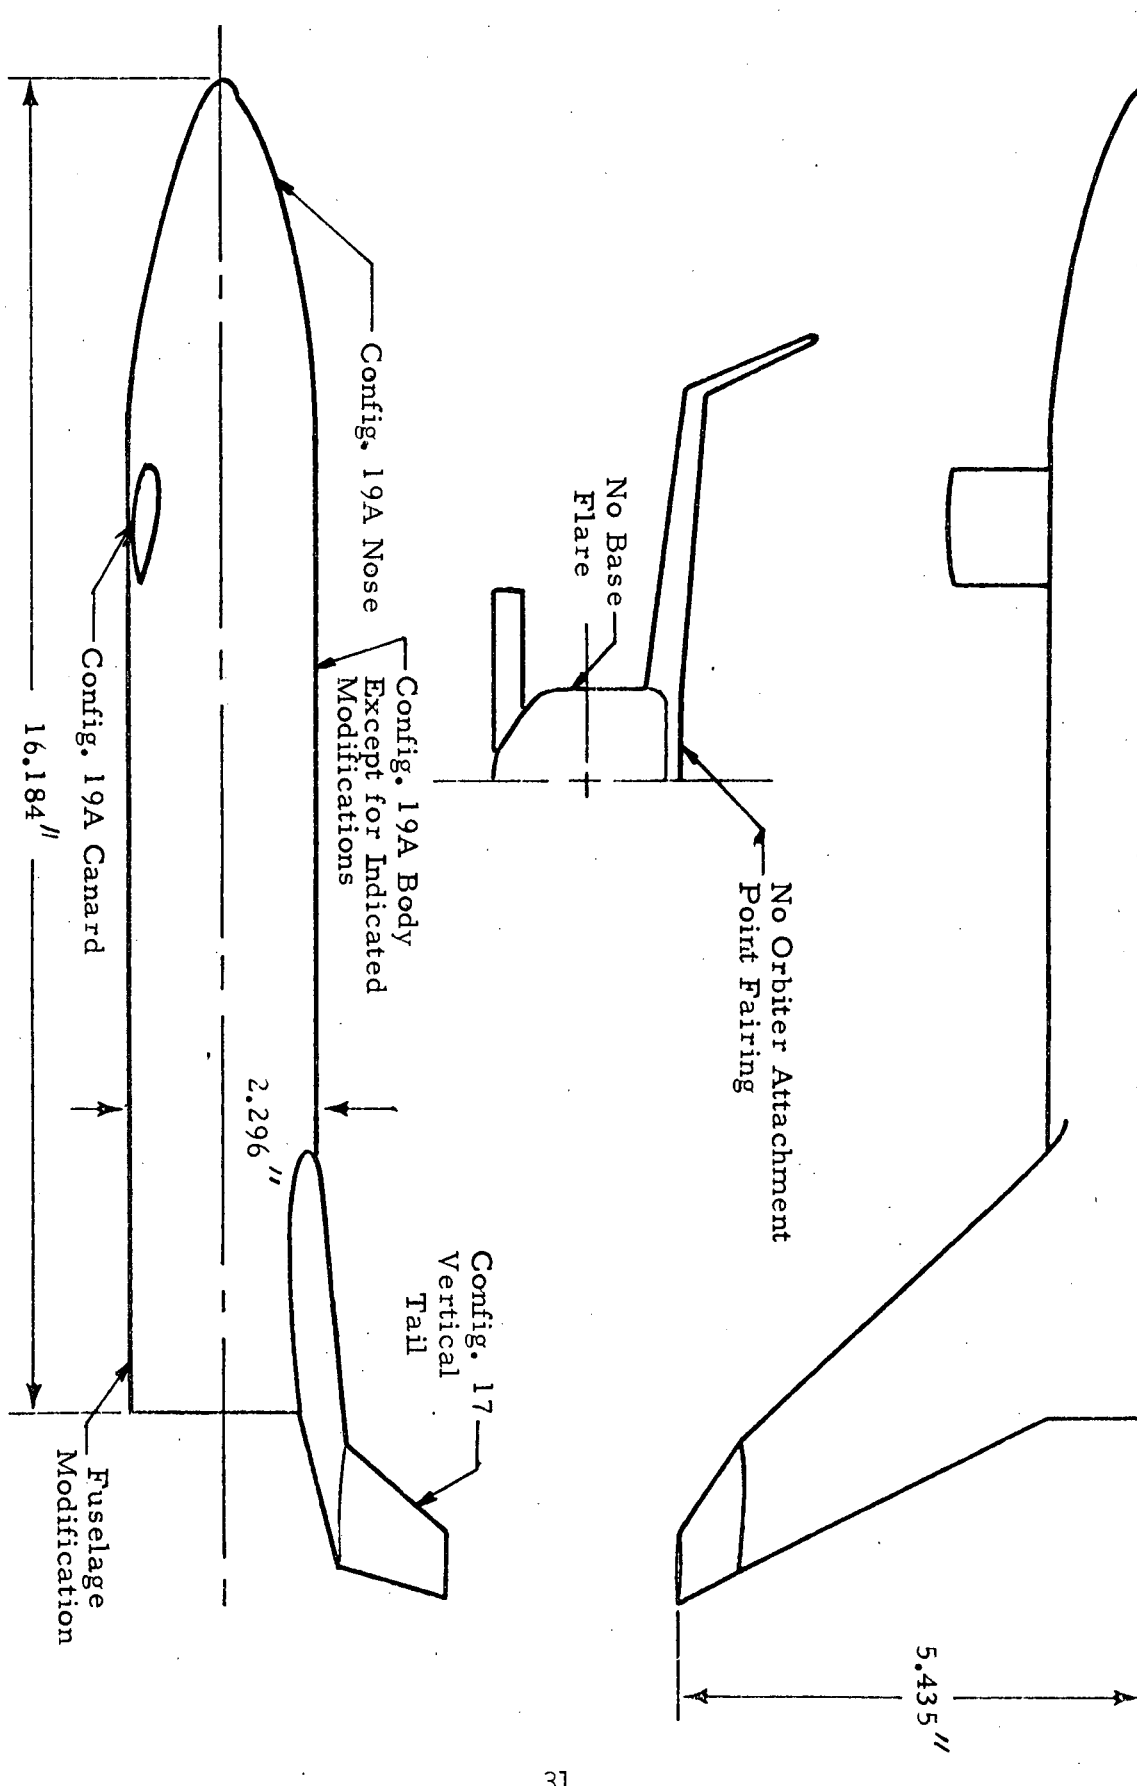 5.435"
No Orbiter Attachment
Point Fairing
No Base
Flare
Config. 17
Vertical
Tail
Config. 19A Body
Except for Indicated
Modifications
Config. 19A Nose
2.296"
Config. 19A Canard
Fuselage
Modification
16.184"
31